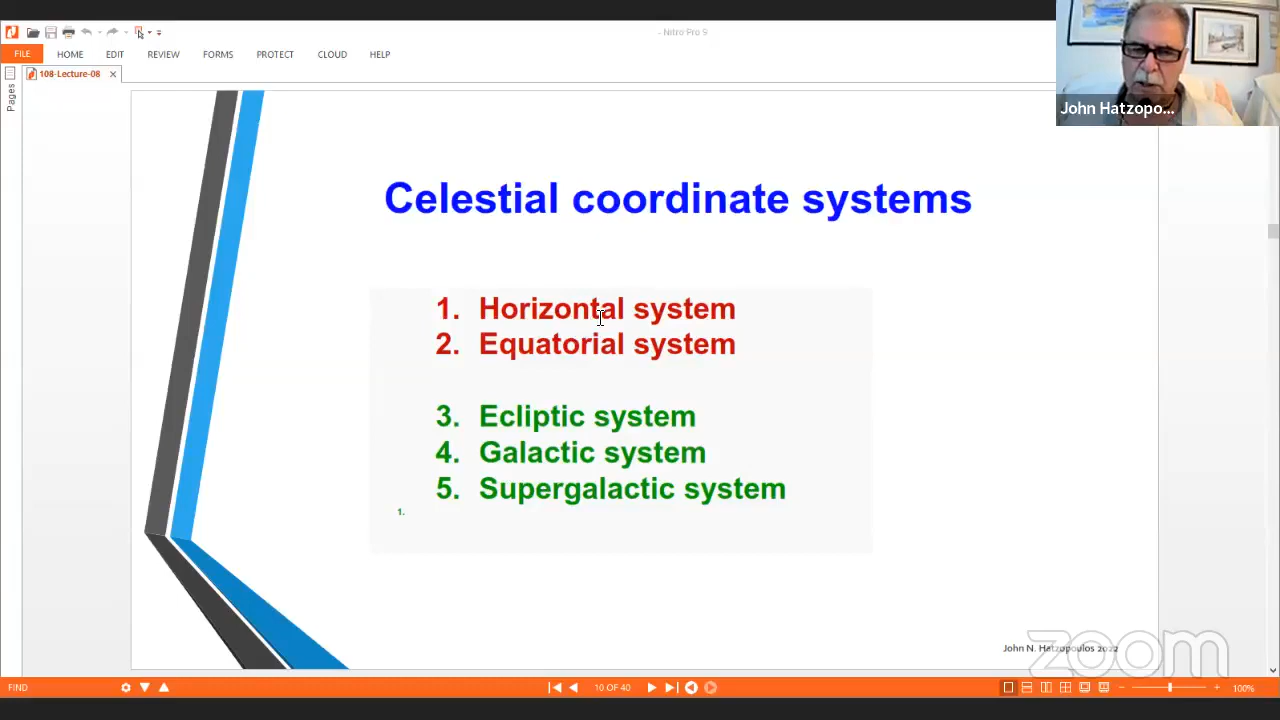 - Nitro Pro 9
FILE HOME EDIT REVIEW FORMS PROTECT CLOUD HELP
108-Lecture-08
Pages
John Hatzopo...
Celestial coordinate systems
1. Horizontal system
2. Equatorial system
3. Ecliptic system
4. Galactic system
5. Supergalactic system
1.
John N. Hatzopoulos 2022
zoom
FIND 10 OF 40 100%